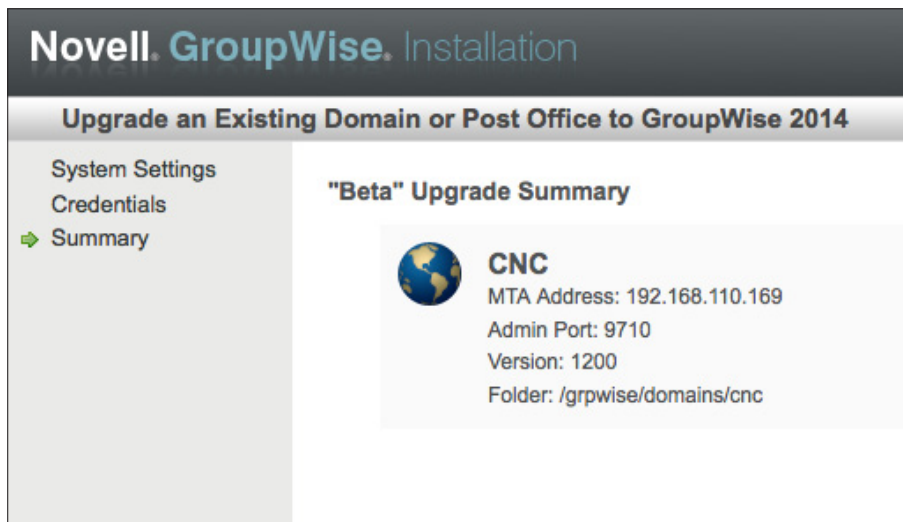 Novell. GroupWise. Installation
Upgrade an Existing Domain or Post Office to GroupWise 2014
System Settings
Credentials
Summary
"Beta" Upgrade Summary
CNC
MTA Address: 192.168.110.169
Admin Port: 9710
Version: 1200
Folder: /grpwise/domains/cnc